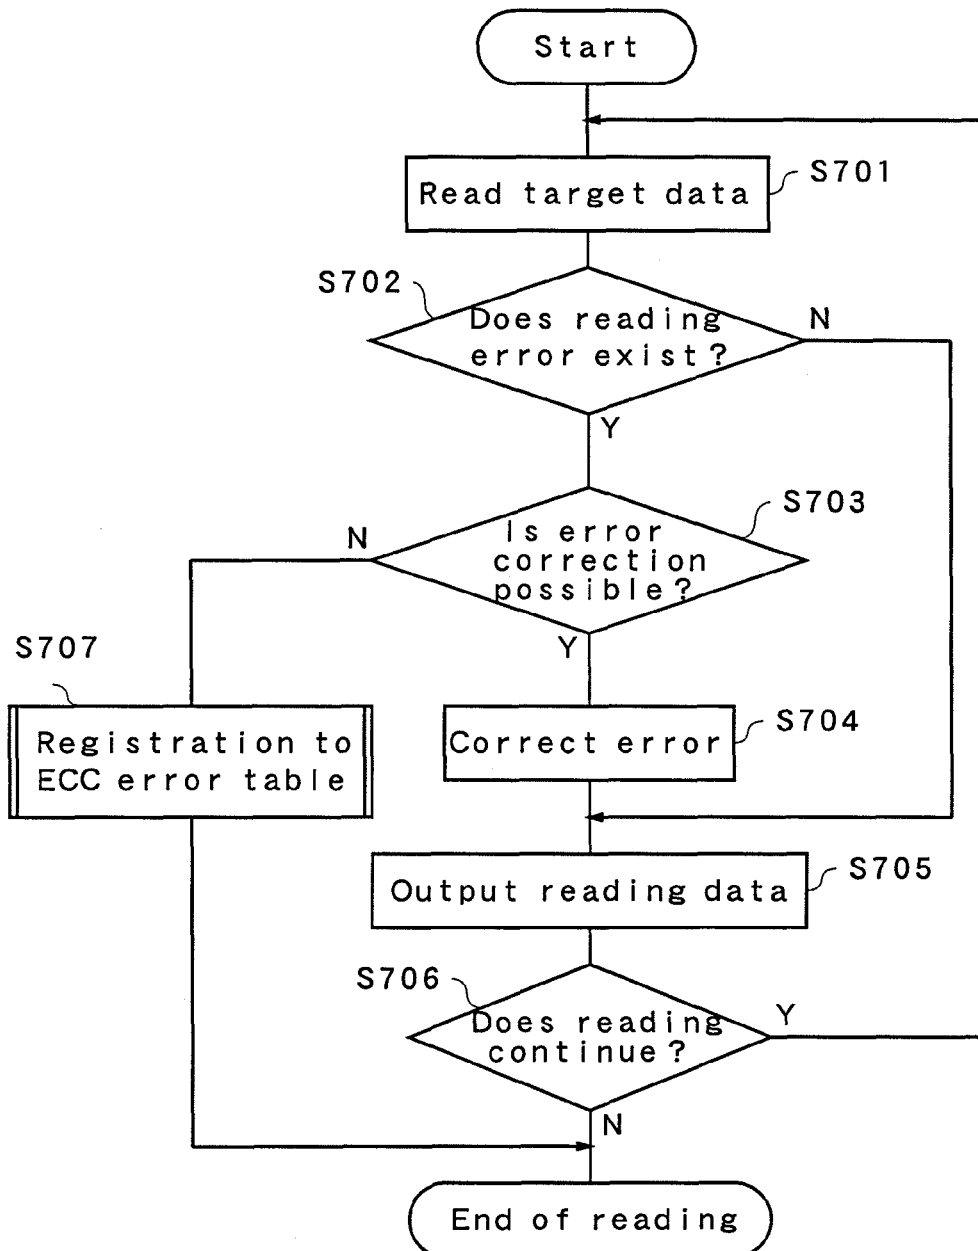 Start
Read target data
S701
S702
Does reading
error exist?
N
Y
S703
Is error
correction
possible?
N
Y
S707
Registration to
ECC error table
Correct error
S704
Output reading data
S705
S706
Does reading
continue?
Y
N
End of reading